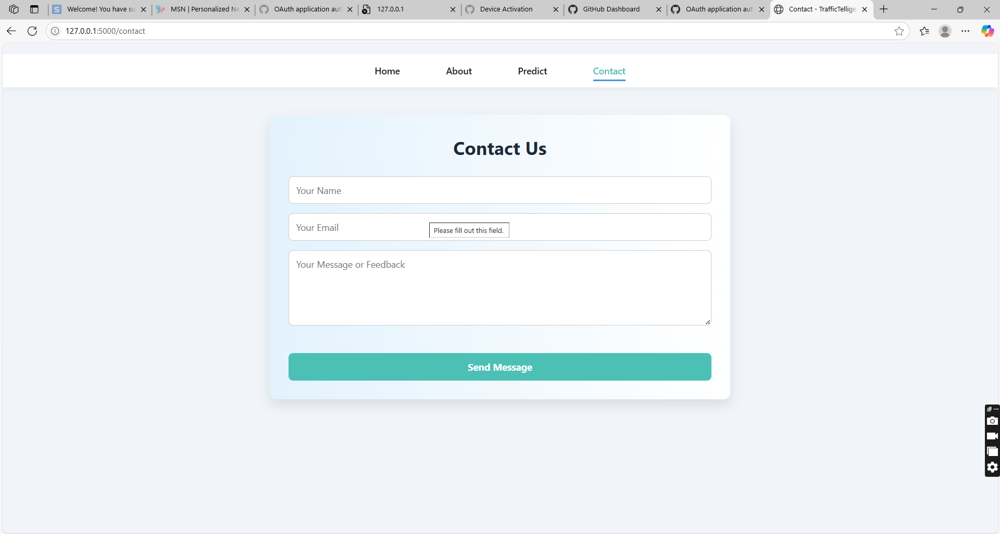 Welcome! You have su
MSN | Personalized Ne
OAuth application aut
127.0.0.1
Device Activation
GitHub Dashboard
OAuth application aut
Contact - TrafficTellige
127.0.0.1:5000/contact
Home
About
Predict
Contact
Contact Us
Your Name
Your Email
Please fill out this field.
Your Message or Feedback
Send Message